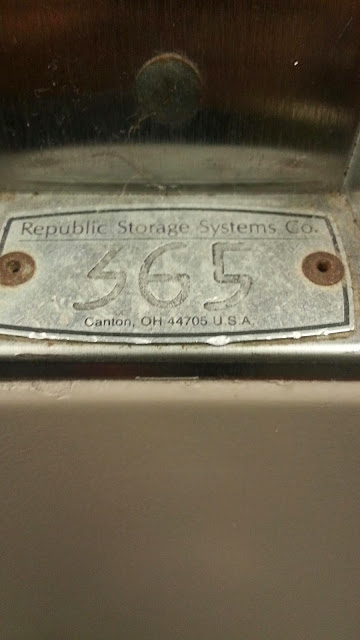 Republic Storage Systems Co.
365
Canton, OH 44705 U.S.A.